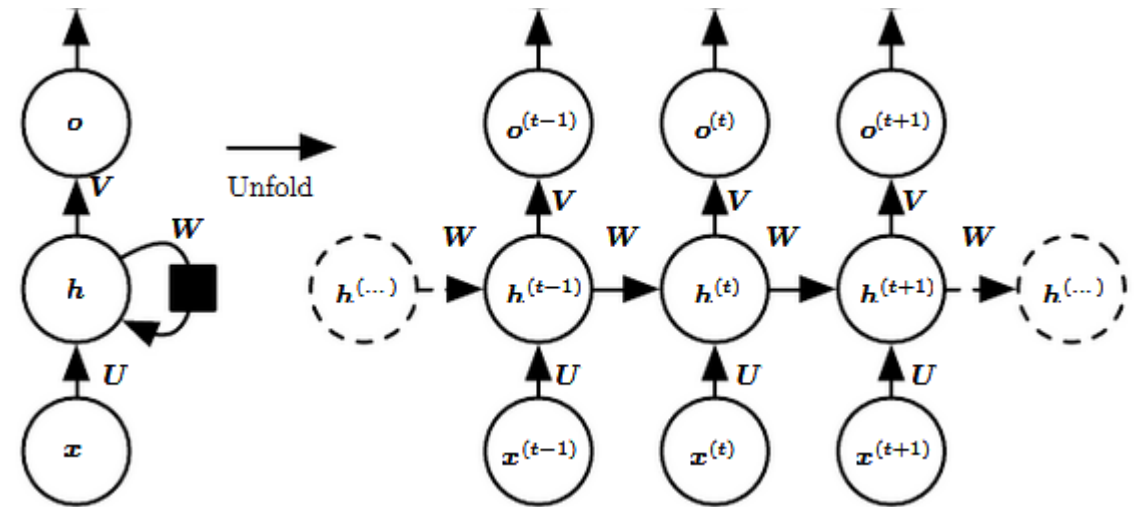 o o^(t−1) o^(t) o^(t+1)
Unfold
V V V V
W W W W W
h h^(...) h^(t−1) h^(t) h^(t+1) h^(...)
U U U U
x x^(t−1) x^(t) x^(t+1)